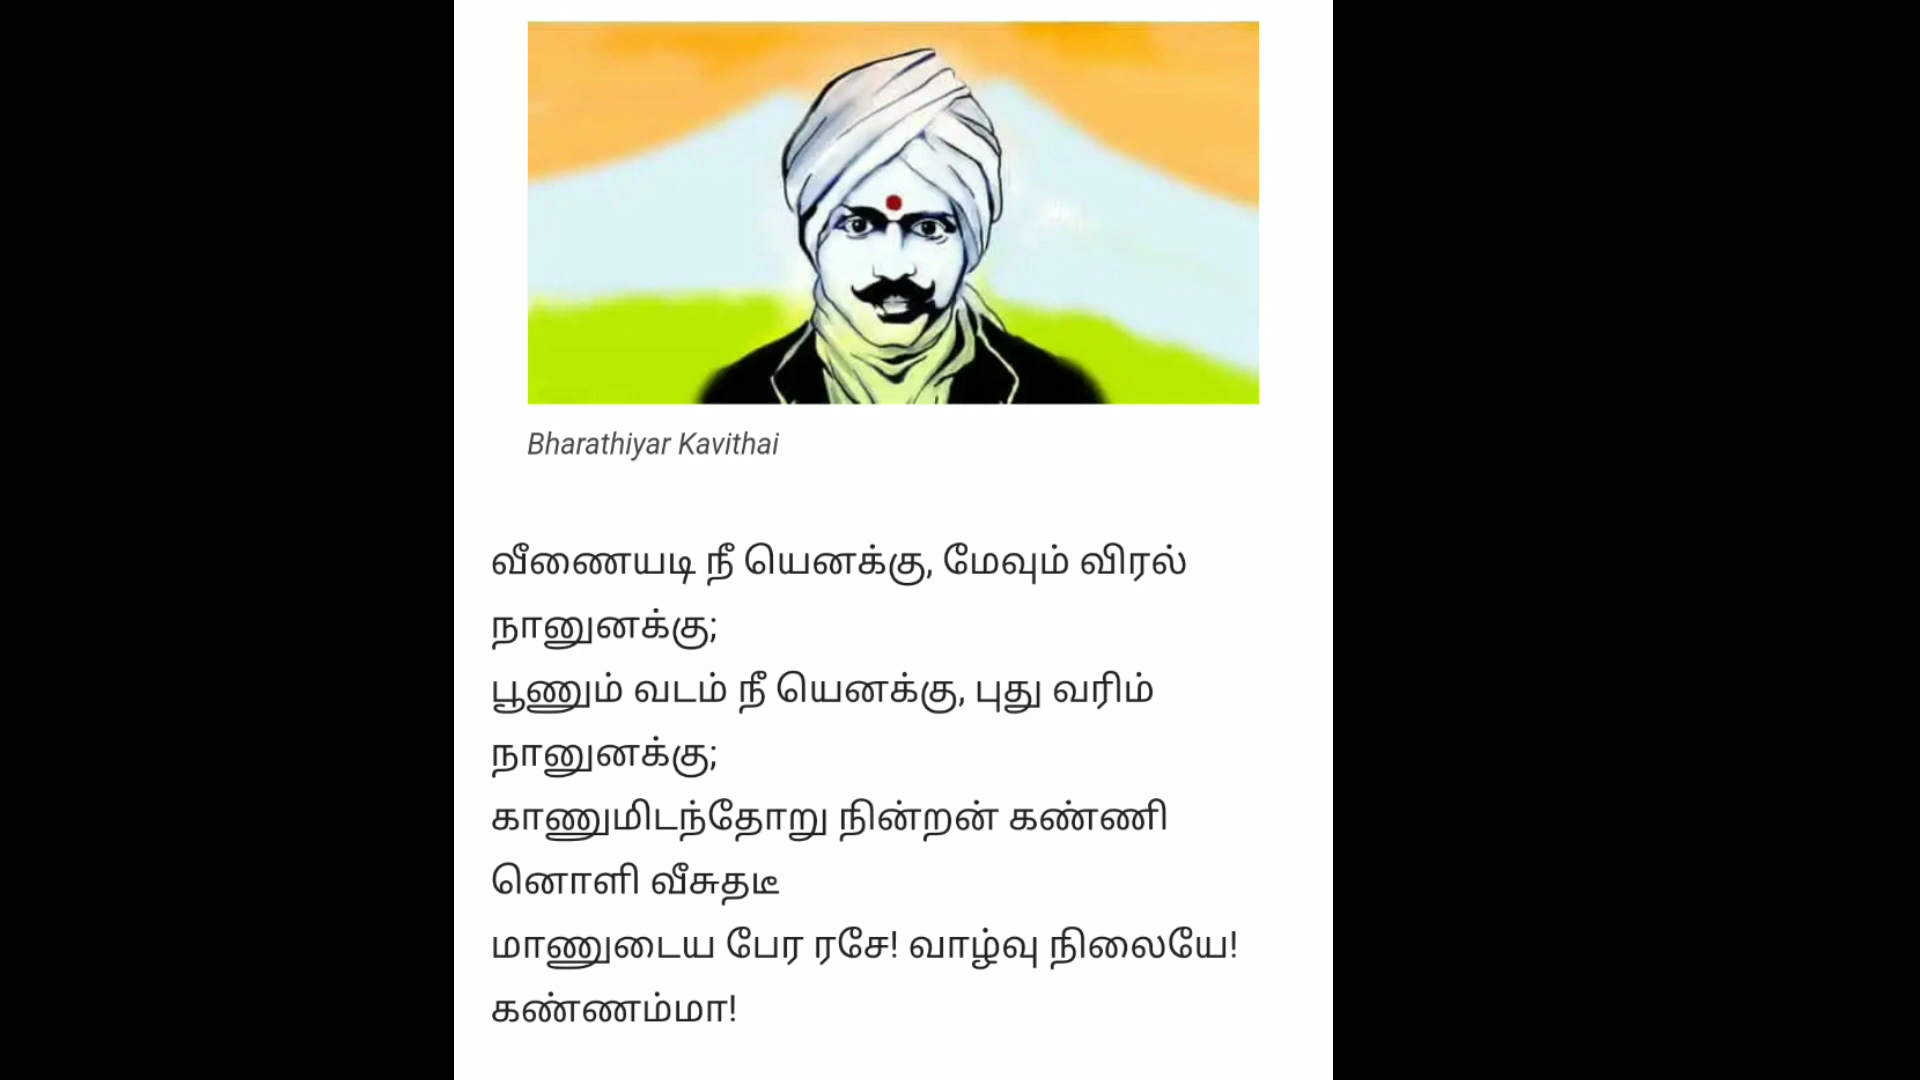 Bharathiyar Kavithai
வீணையடி நீ யெனக்கு, மேவும் விரல்
நானுனக்கு;
பூணும் வடம் நீ யெனக்கு, புது வரிம்
நானுனக்கு;
காணுமிடந்தோறு நின்றன் கண்ணி
னொளி வீசுதடீ
மாணுடைய பேர ரசே! வாழ்வு நிலையே!
கண்ணம்மா!